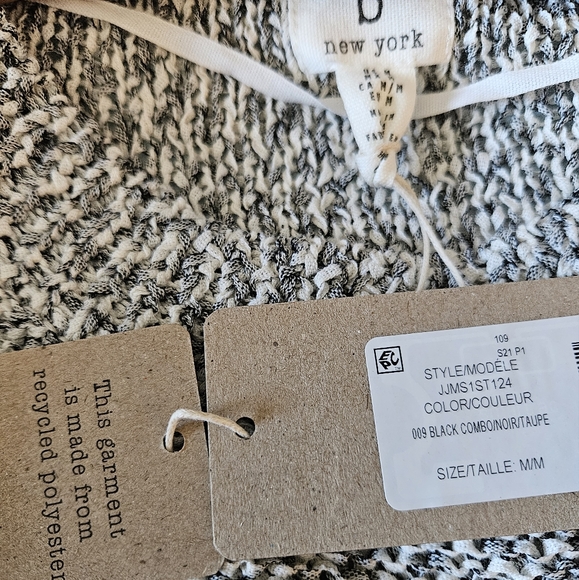 b
new york
109
S21 P1
STYLE/MODÈLE
JJMS1ST124
COLOR/COULEUR
009 BLACK COMBO/NOIR/TAUPE
SIZE/TAILLE: M/M
This garment
is made from
recycled polyester